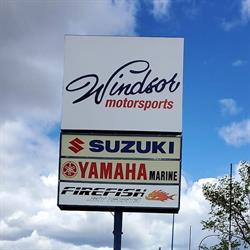 Windsor
motorsports
SUZUKI
YAMAHA MARINE
FIREFISH